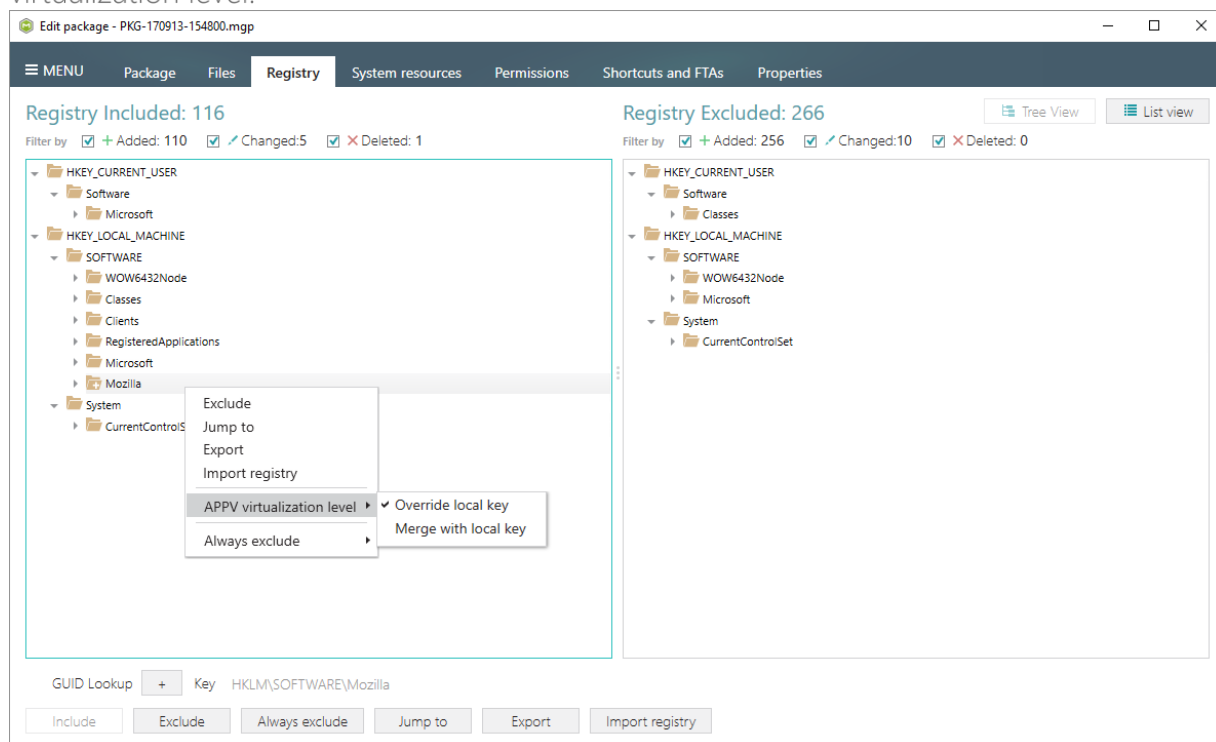 virtualization level.
Edit package - PKG-170913-154800.mgp
MENU Package Files Registry System resources Permissions Shortcuts and FTAs Properties
Registry Included: 116
Filter by + Added: 110 Changed:5 Deleted: 1
HKEY_CURRENT_USER
Software
Microsoft
HKEY_LOCAL_MACHINE
SOFTWARE
WOW6432Node
Classes
Clients
RegisteredApplications
Microsoft
Mozilla
System
CurrentControlS
Exclude
Jump to
Export
Import registry
APPV virtualization level
Always exclude
Override local key
Merge with local key
Registry Excluded: 266
Tree View List view
Filter by + Added: 256 Changed:10 Deleted: 0
HKEY_CURRENT_USER
Software
Classes
HKEY_LOCAL_MACHINE
SOFTWARE
WOW6432Node
Microsoft
System
CurrentControlSet
GUID Lookup + Key HKLM\SOFTWARE\Mozilla
Include Exclude Always exclude Jump to Export Import registry